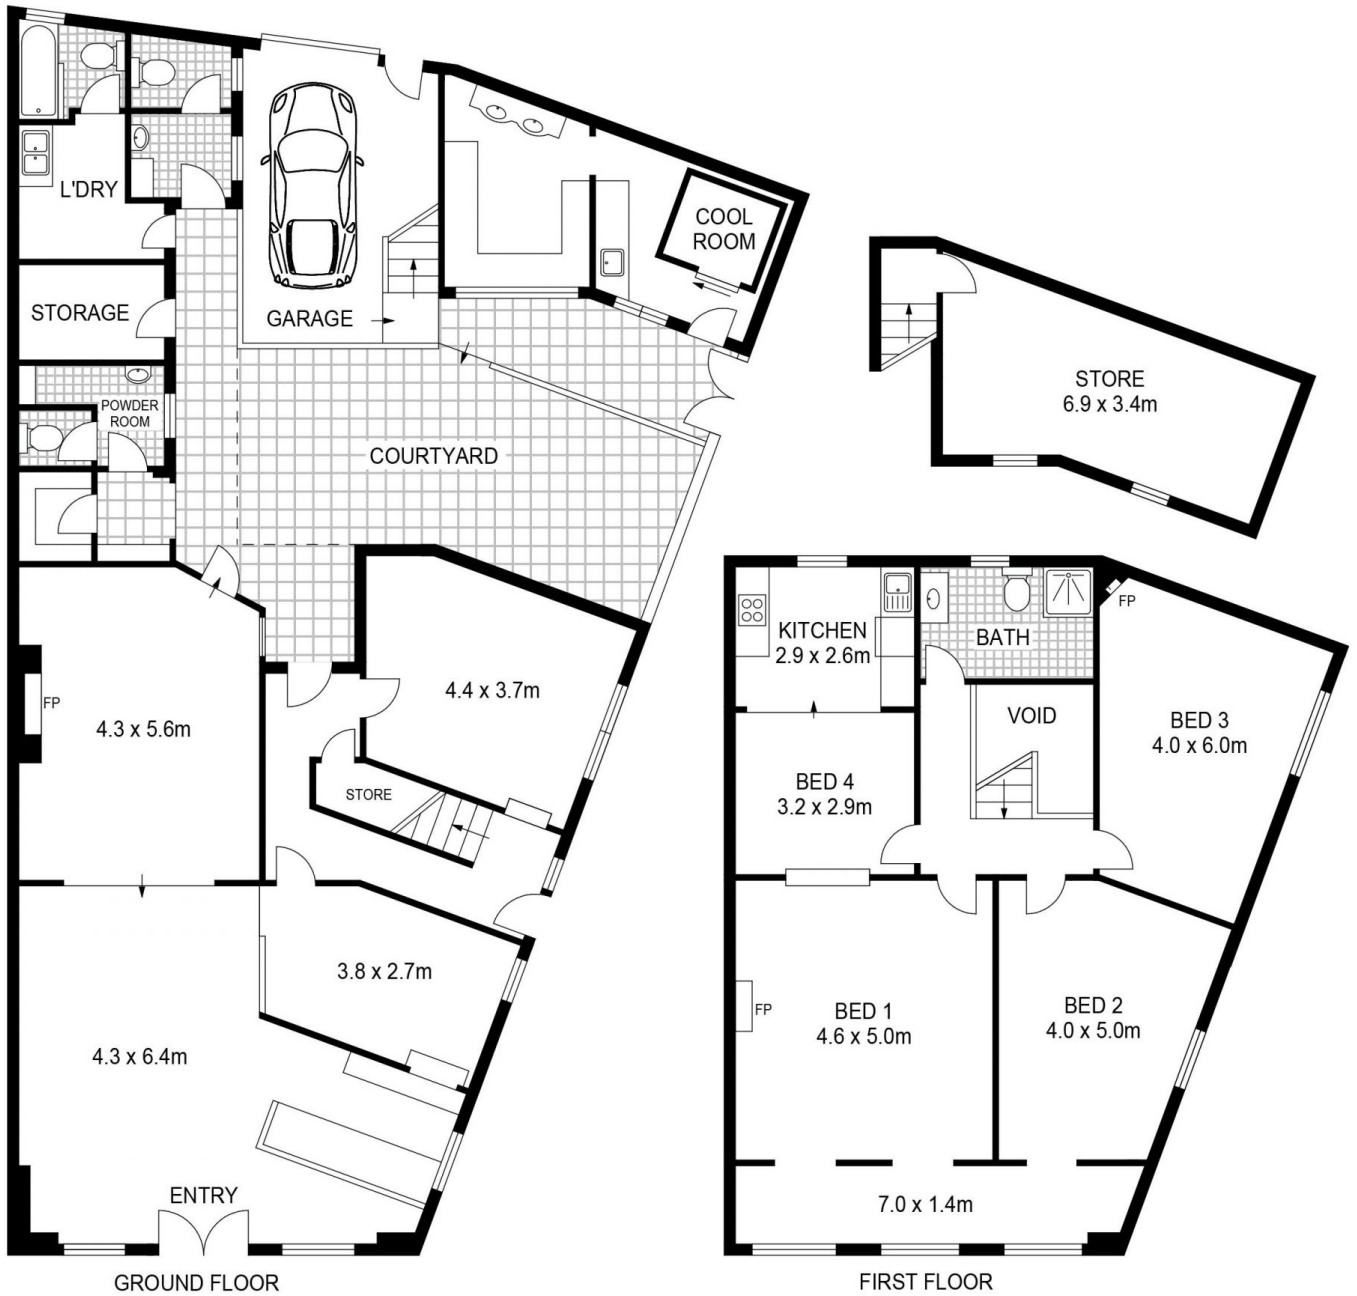 L'DRY
STORAGE
POWDER
ROOM
GARAGE
COOL
ROOM
COURTYARD
FP
4.3 x 5.6m
4.4 x 3.7m
STORE
3.8 x 2.7m
4.3 x 6.4m
ENTRY
GROUND FLOOR
STORE
6.9 x 3.4m
KITCHEN
2.9 x 2.6m
BATH
FP
VOID
BED 3
4.0 x 6.0m
BED 4
3.2 x 2.9m
FP
BED 1
4.6 x 5.0m
BED 2
4.0 x 5.0m
7.0 x 1.4m
FIRST FLOOR